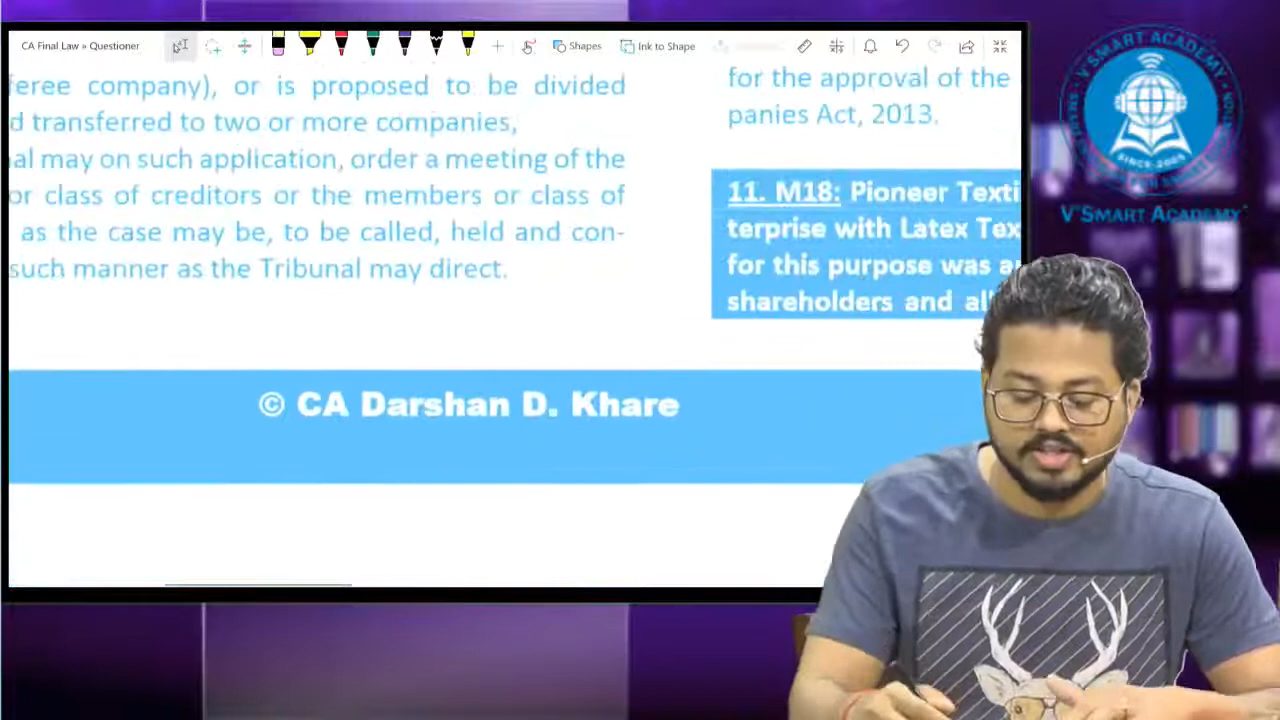 CA Final Law » Questioner
Shapes
Ink to Shape
feree company), or is proposed to be divided
d transferred to two or more companies,
al may on such application, order a meeting of the
or class of creditors or the members or class of
as the case may be, to be called, held and con-
such manner as the Tribunal may direct.
for the approval of the
panies Act, 2013.
11. M18: Pioneer Texti
terprise with Latex Tex
for this purpose was a
shareholders and al
© CA Darshan D. Khare
V'SMART ACADEMY
SINCE-2005
V'SMART ACADEMY